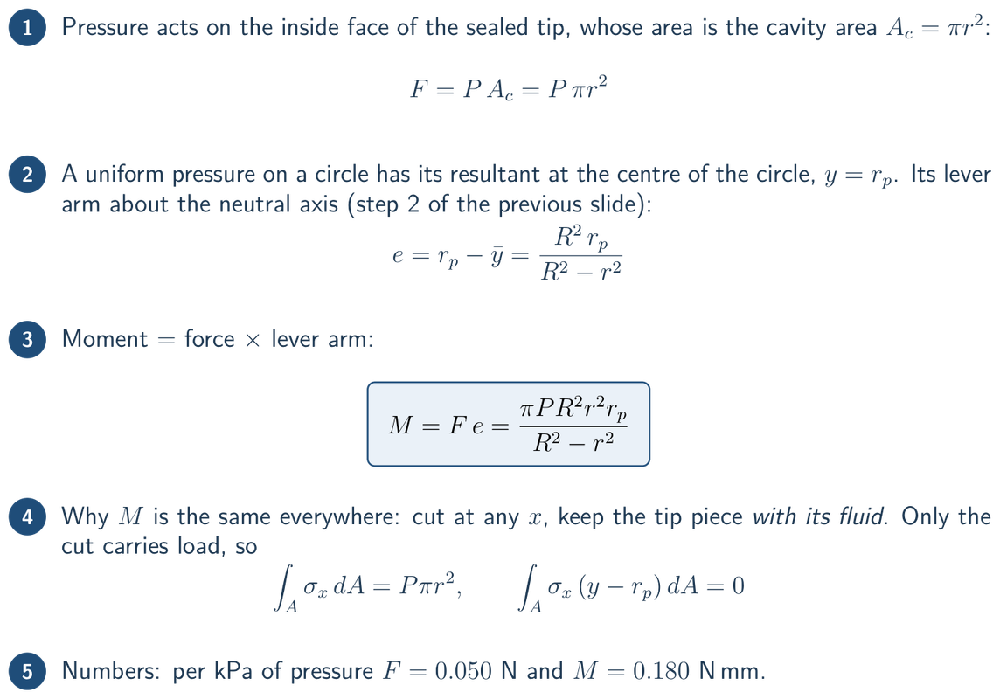 1 Pressure acts on the inside face of the sealed tip, whose area is the cavity area $A_c = \pi r^2$:
$F = P A_c = P \pi r^2$
2 A uniform pressure on a circle has its resultant at the centre of the circle, $y = r_p$. Its lever
arm about the neutral axis (step 2 of the previous slide):
$e = r_p - \bar{y} = \frac{R^2 r_p}{R^2 - r^2}$
3 Moment = force × lever arm:
$M = F e = \frac{\pi P R^2 r^2 r_p}{R^2 - r^2}$
4 Why $M$ is the same everywhere: cut at any $x$, keep the tip piece with its fluid. Only the
cut carries load, so
$\int_A \sigma_x \, dA = P \pi r^2, \qquad \int_A \sigma_x (y - r_p) \, dA = 0$
5 Numbers: per kPa of pressure $F = 0.050$ N and $M = 0.180$ N mm.